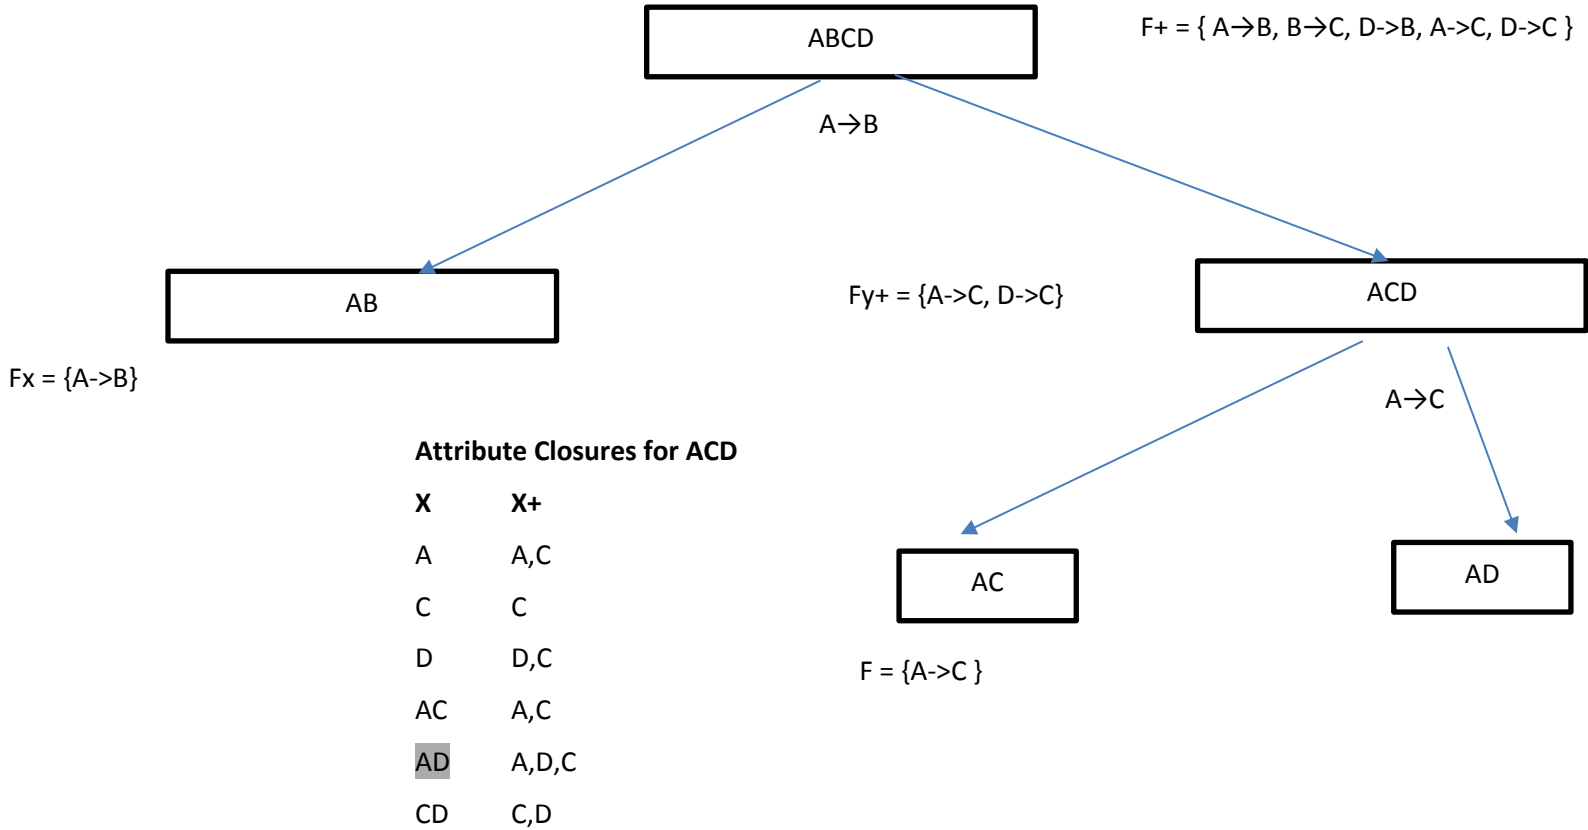 ABCD
F+ = { A→B, B→C, D->B, A->C, D->C }
A→B
AB
Fy+ = {A->C, D->C}
ACD
Fx = {A->B}
A→C
Attribute Closures for ACD
X X+
A A,C
C C
D D,C
AC A,C
AD A,D,C
CD C,D
AC
AD
F = {A->C }